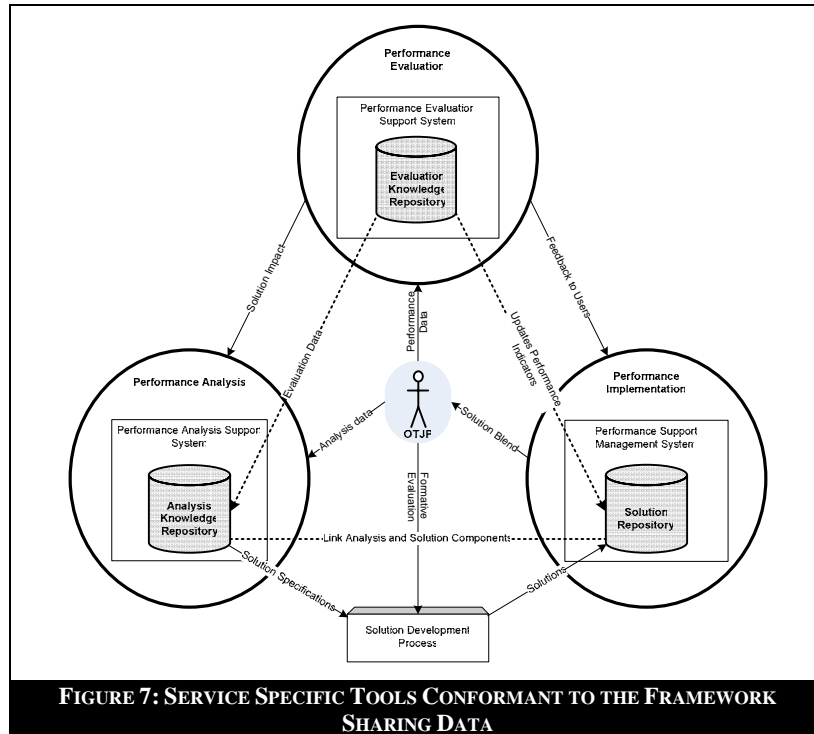 Performance
Evaluation
Performance Evaluation
Support System
Evaluation
Knowledge
Repository
Solution Impact
Feedback to Users
Evaluation Data
Performance
Data
Updates Performance
Indicators
Performance Analysis
Performance
Implementation
OTJP
Analysis data
Solution Blend
Performance Analysis Support
System
Performance Support
Management System
Analysis
Knowledge
Repository
Formative
Evaluation
Solution
Repository
Link Analysis and Solution Components
Solution Specifications
Solutions
Solution Development
Process
FIGURE 7: SERVICE SPECIFIC TOOLS CONFORMANT TO THE FRAMEWORK
SHARING DATA